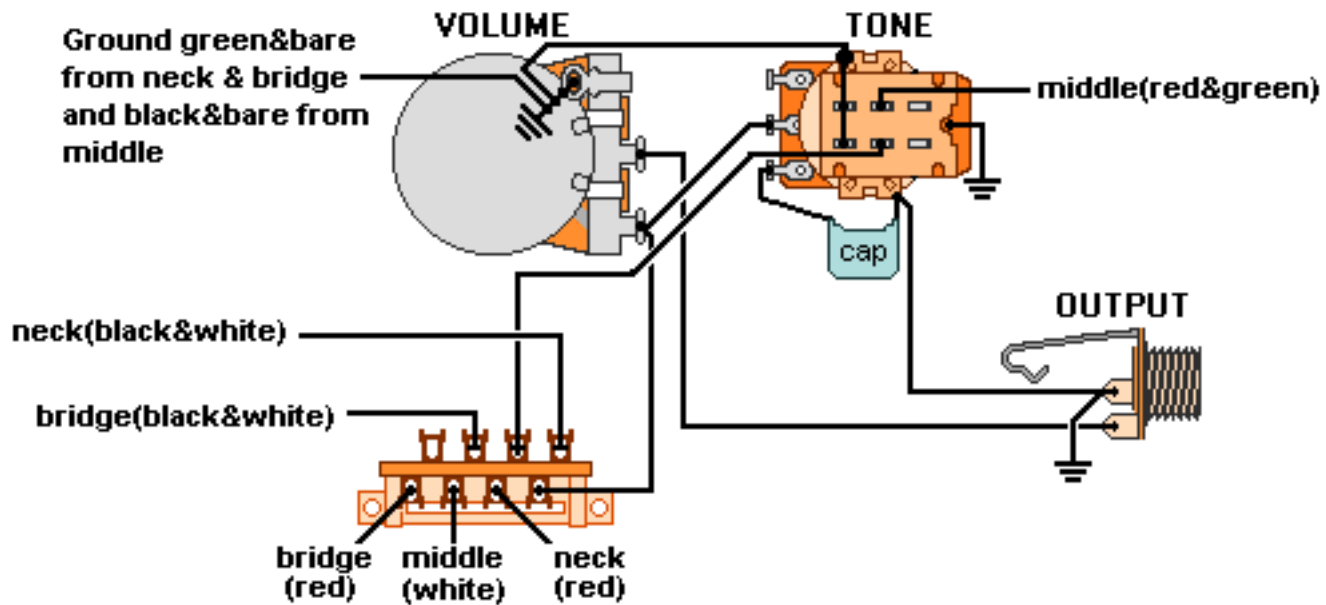 VOLUME
TONE
Ground green&bare
from neck & bridge
and black&bare from
middle
middle(red&green)
cap
OUTPUT
neck(black&white)
bridge(black&white)
bridge
(red)
middle
(white)
neck
(red)